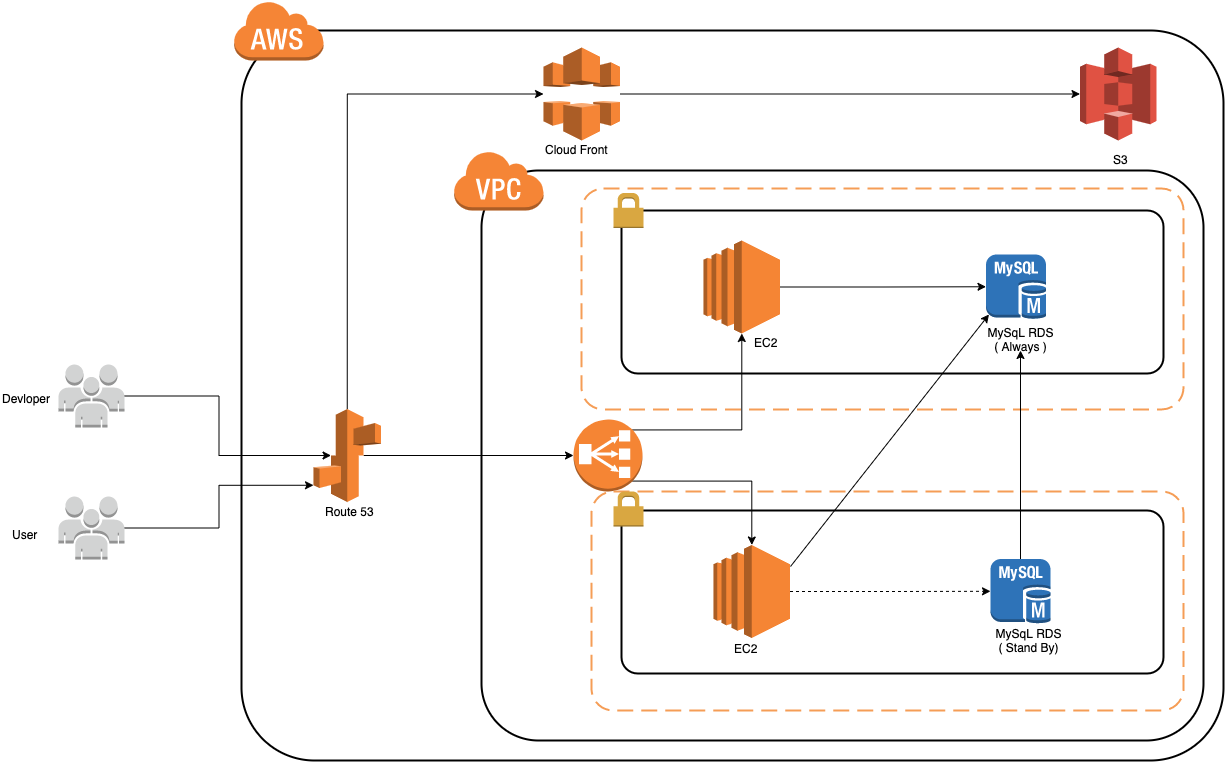 AWS
Cloud Front
S3
VPC
MySQL
M
EC2
MySqL RDS
( Always )
Devloper
Route 53
User
MySQL
M
EC2
MySqL RDS
( Stand By)